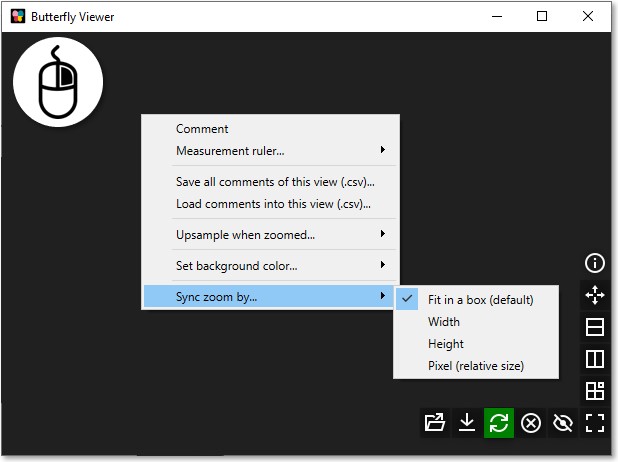 Butterfly Viewer
Comment
Measurement ruler...
Save all comments of this view (.csv)...
Load comments into this view (.csv)...
Upsample when zoomed...
Set background color...
Sync zoom by...
Fit in a box (default)
Width
Height
Pixel (relative size)